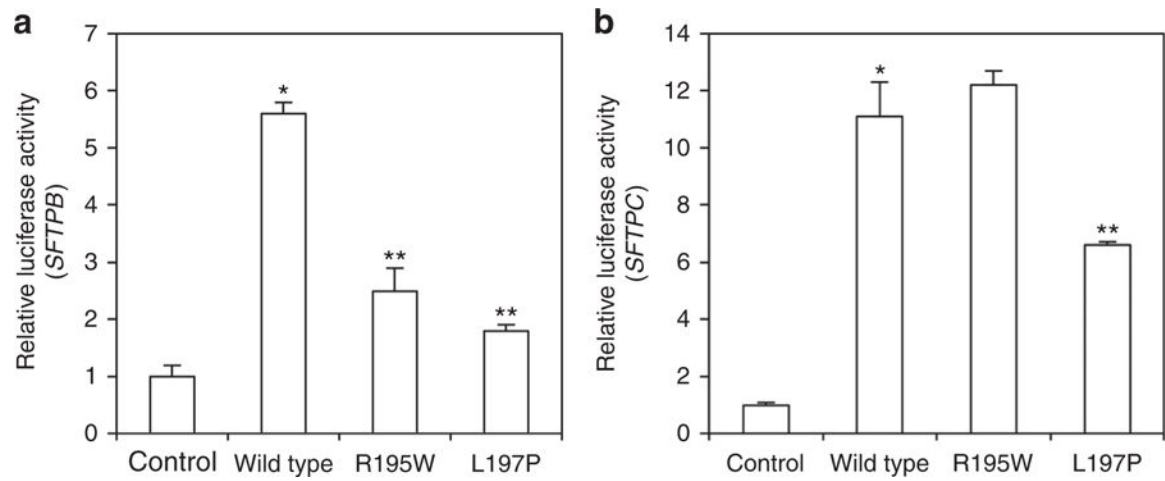 a
Relative luciferase activity
(SFTPB)
7
6
5
4
3
2
1
0
*
**
**
Control Wild type R195W L197P
b
Relative luciferase activity
(SFTPC)
14
12
10
8
6
4
2
0
*
**
Control Wild type R195W L197P